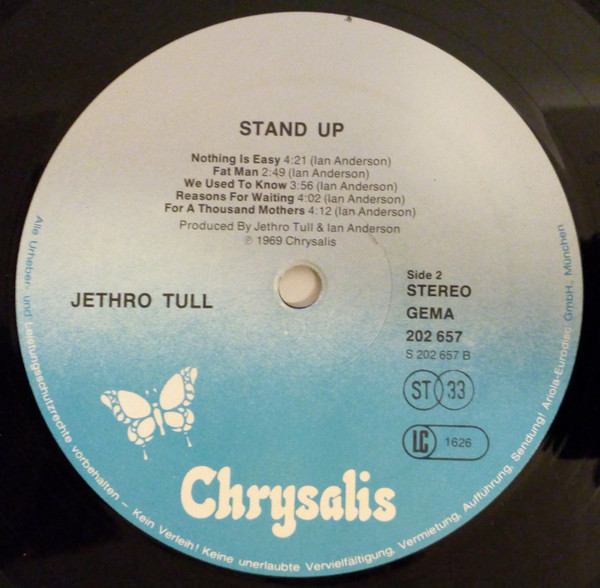 STAND UP
Nothing Is Easy 4:21 (Ian Anderson)
Fat Man 2:49 (Ian Anderson)
We Used To Know 3:56 (Ian Anderson)
Reasons For Waiting 4:02 (Ian Anderson)
For A Thousand Mothers 4:12 (Ian Anderson)
Produced By Jethro Tull & Ian Anderson
℗ 1969 Chrysalis
JETHRO TULL
Side 2
STEREO
GEMA
202 657
S 202 657 B
ST 33
LC 1626
Chrysalis
Alle Urheber- und Leistungsschutzrechte vorbehalten – Kein Verleih! Keine unerlaubte Vervielfältigung, Vermietung, Aufführung, Sendung! Ariola-Eurodisc GmbH., München